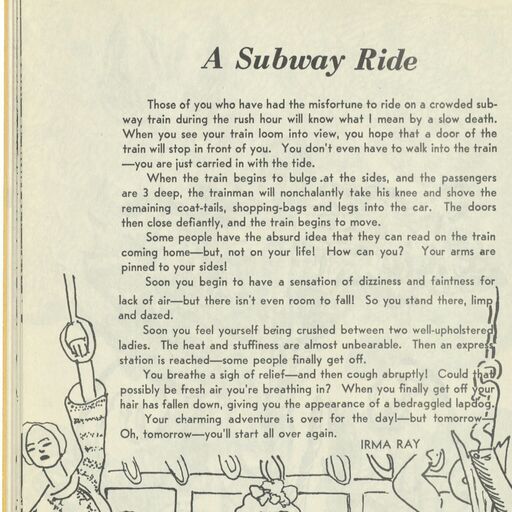 A Subway Ride
Those of you who have had the misfortune to ride on a crowded sub-
way train during the rush hour will know what I mean by a slow death.
When you see your train loom into view, you hope that a door of the
train will stop in front of you. You don't even have to walk into the train
—you are just carried in with the tide.
When the train begins to bulge .at the sides, and the passengers
are 3 deep, the trainman will nonchalantly take his knee and shove the
remaining coat-tails, shopping-bags and legs into the car. The doors
then close defiantly, and the train begins to move.
Some people have the absurd idea that they can read on the train
coming home—but, not on your life! How can you? Your arms are
pinned to your sides!
Soon you begin to have a sensation of dizziness and faintness for
lack of air—but there isn't even room to fall! So you stand there, limp
and dazed.
Soon you feel yourself being crushed between two well-upholstered
ladies. The heat and stuffiness are almost unbearable. Then an express
station is reached—some people finally get off.
You breathe a sigh of relief—and then cough abruptly! Could that
possibly be fresh air you're breathing in? When you finally get off your
hair has fallen down, giving you the appearance of a bedraggled lapdog.
Your charming adventure is over for the day!—but tomorrow—
Oh, tomorrow—you'll start all over again.
IRMA RAY